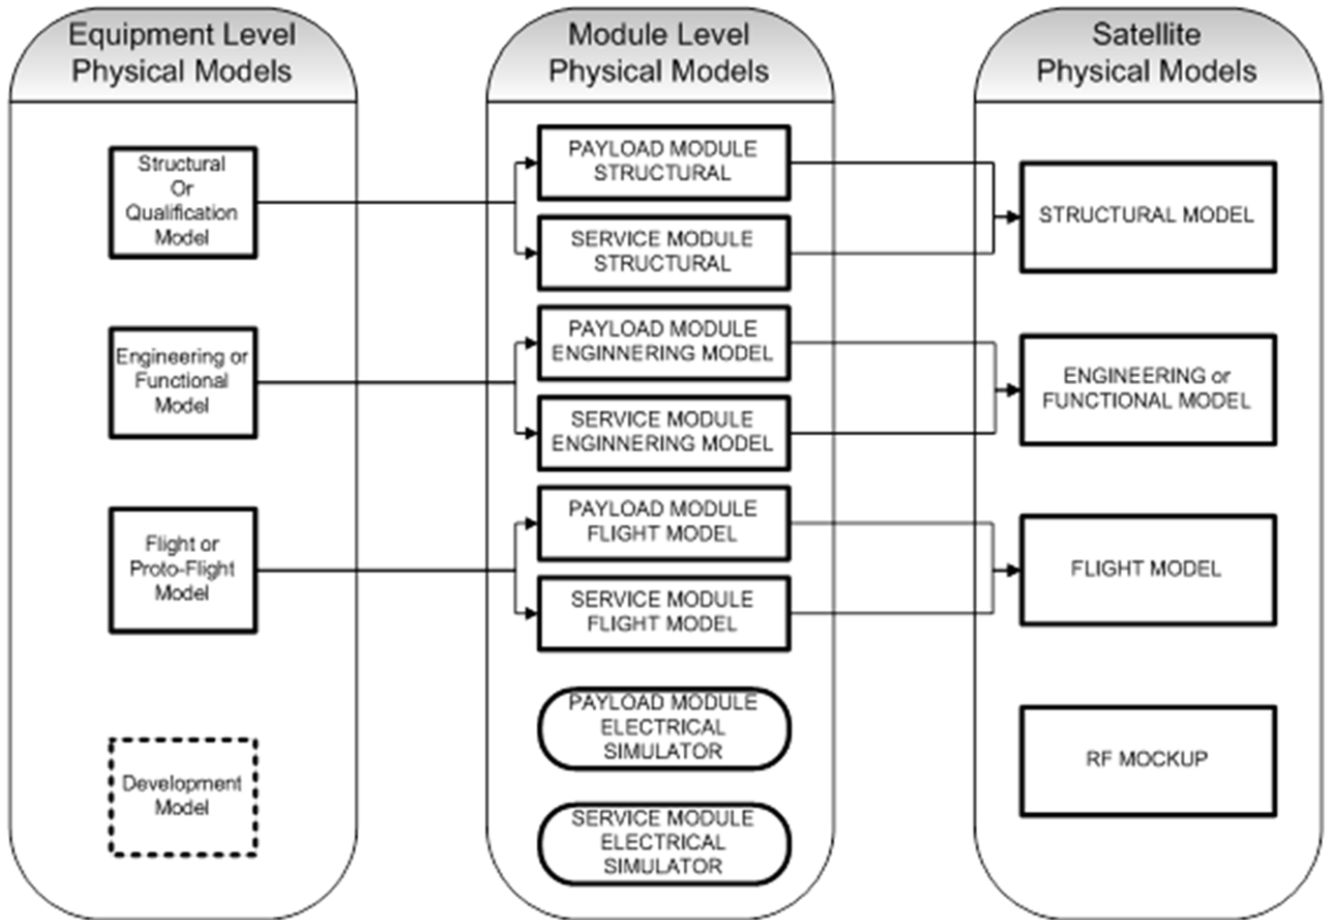 Equipment Level
Physical Models
Structural
Or
Qualification
Model
Engineering or
Functional
Model
Flight or
Proto-Flight
Model
Development
Model
Module Level
Physical Models
PAYLOAD MODULE
STRUCTURAL
SERVICE MODULE
STRUCTURAL
PAYLOAD MODULE
ENGINNERING MODEL
SERVICE MODULE
ENGINNERING MODEL
PAYLOAD MODULE
FLIGHT MODEL
SERVICE MODULE
FLIGHT MODEL
PAYLOAD MODULE
ELECTRICAL
SIMULATOR
SERVICE MODULE
ELECTRICAL
SIMULATOR
Satellite
Physical Models
STRUCTURAL MODEL
ENGINEERING or
FUNCTIONAL MODEL
FLIGHT MODEL
RF MOCKUP